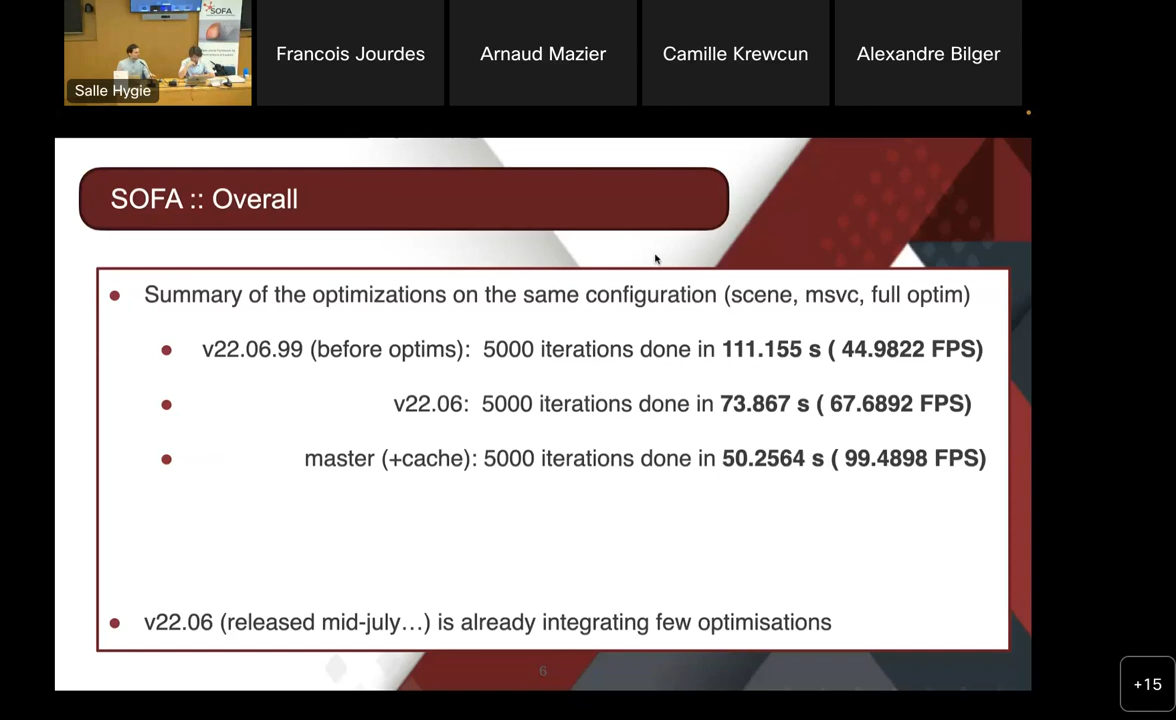 SOFA
Salle Hygie
Francois Jourdes
Arnaud Mazier
Camille Krewcun
Alexandre Bilger
SOFA :: Overall
Summary of the optimizations on the same configuration (scene, msvc, full optim)
v22.06.99 (before optims): 5000 iterations done in 111.155 s ( 44.9822 FPS)
v22.06: 5000 iterations done in 73.867 s ( 67.6892 FPS)
master (+cache): 5000 iterations done in 50.2564 s ( 99.4898 FPS)
v22.06 (released mid-july…) is already integrating few optimisations
6
+15